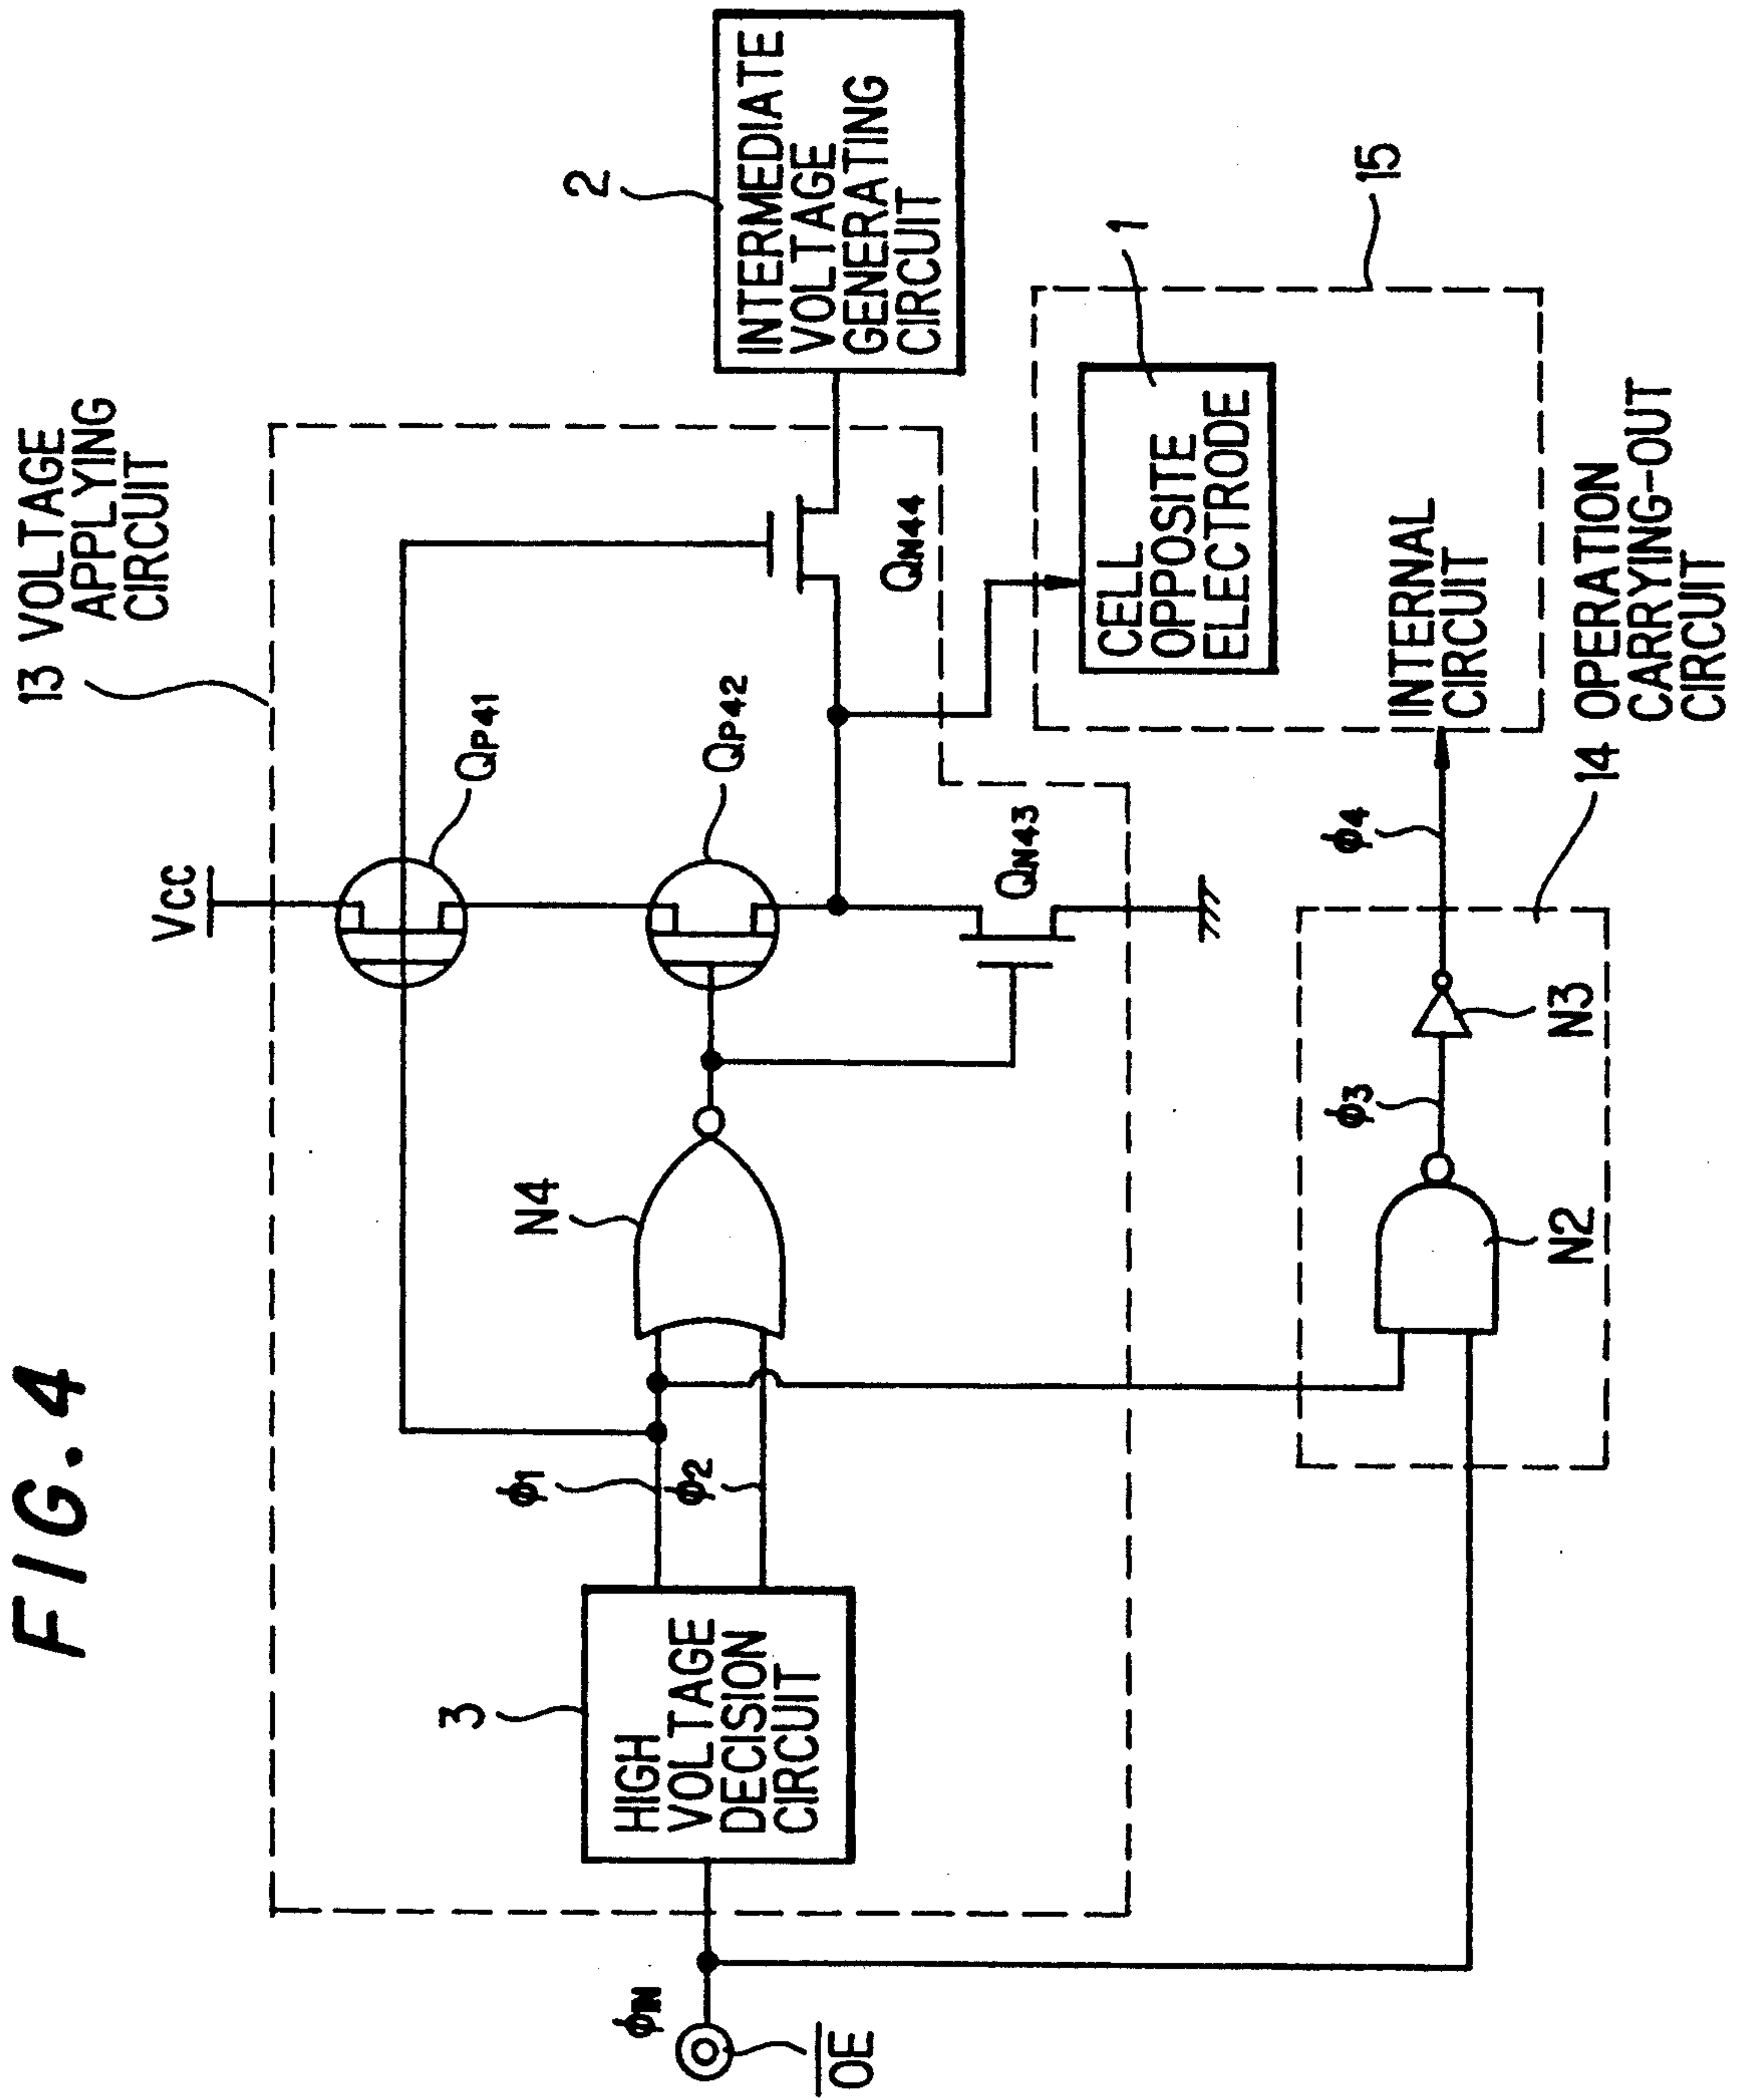 FIG. 4
13 VOLTAGE
APPLYING
CIRCUIT
VCC
QP41
QP42
QN43
QN44
2
INTERMEDIATE
VOLTAGE
GENERATING
CIRCUIT
N4
ϕ1
ϕ2
3
HIGH
VOLTAGE
DECISION
CIRCUIT
ϕIN
OE
1
CELL
OPPOSITE
ELECTRODE
15
INTERNAL
CIRCUIT
ϕ4
ϕ3
N3
N2
14 OPERATION
CARRYING-OUT
CIRCUIT